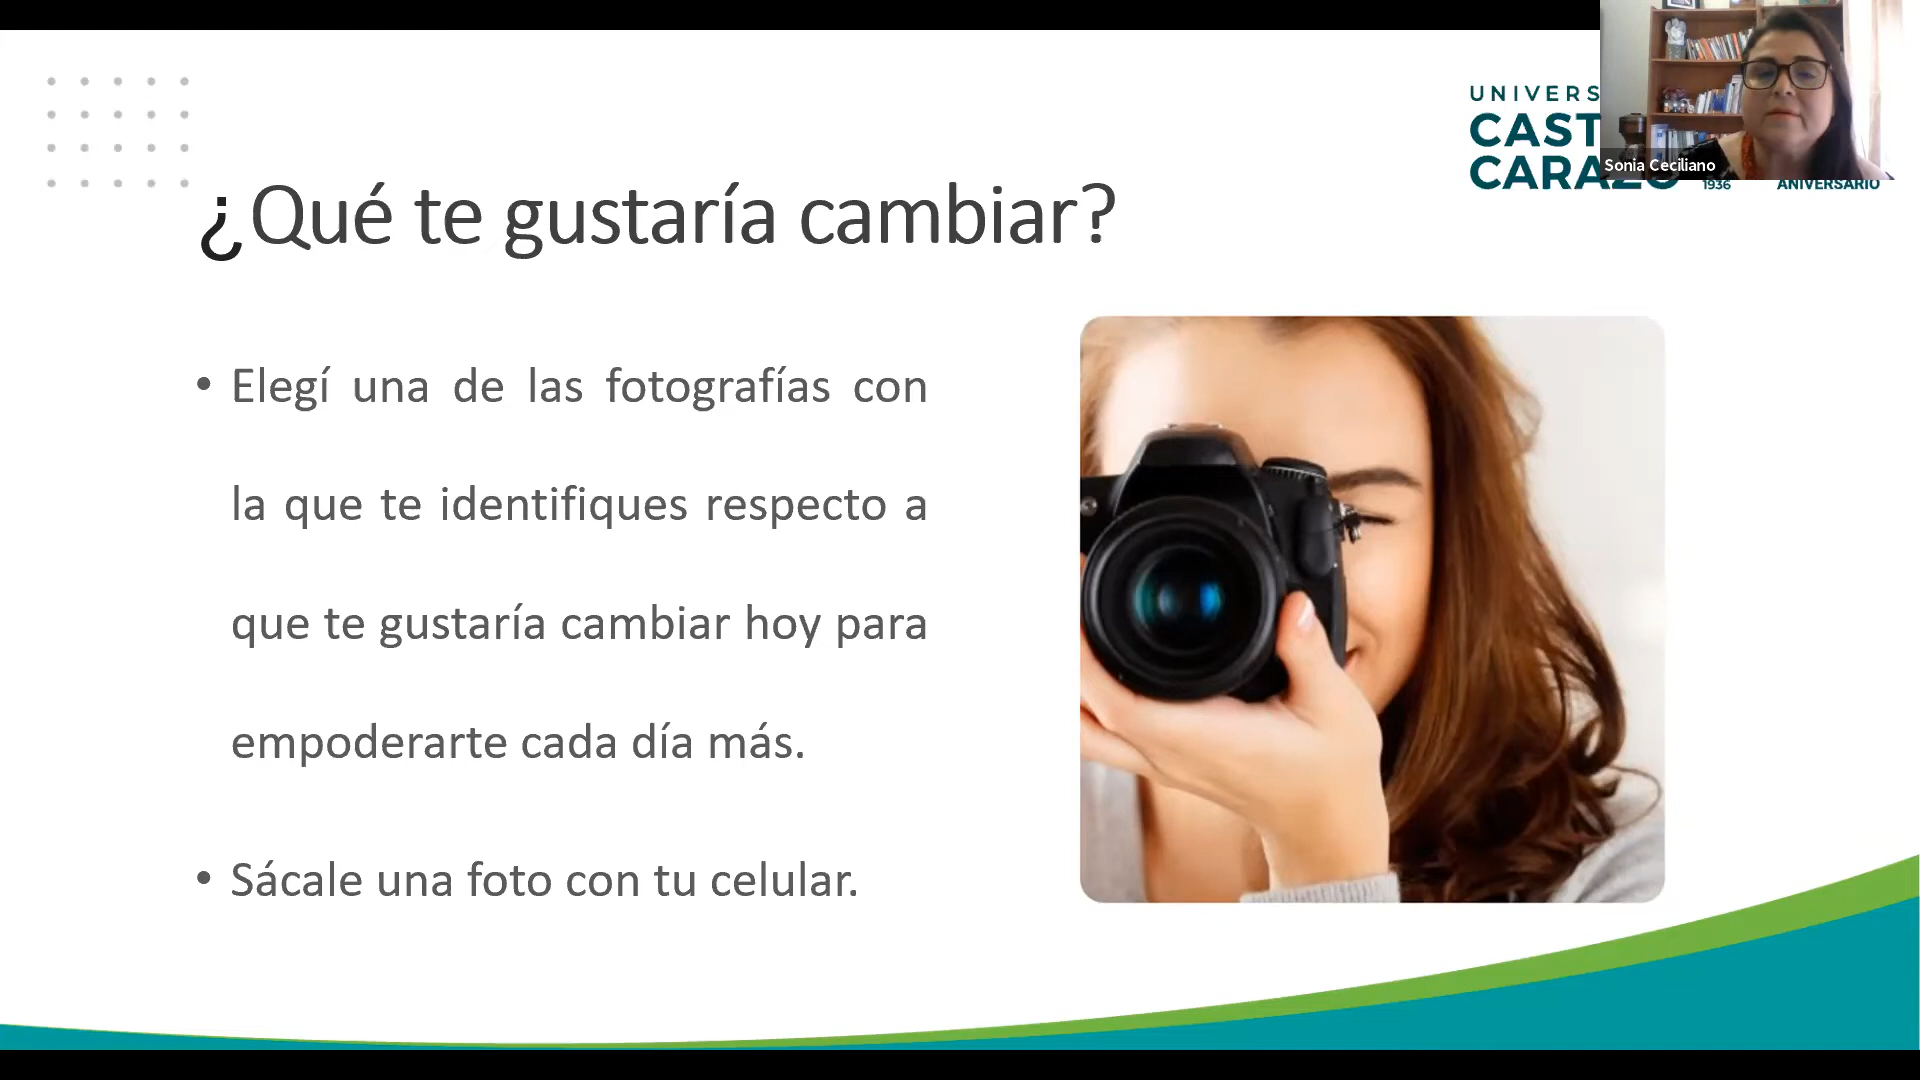 UNIVERS
CAST
CARAZO
1936
ANIVERSARIO
Sonia Ceciliano
¿Qué te gustaría cambiar?
• Elegí una de las fotografías con
la que te identifiques respecto a
que te gustaría cambiar hoy para
empoderarte cada día más.
• Sácale una foto con tu celular.